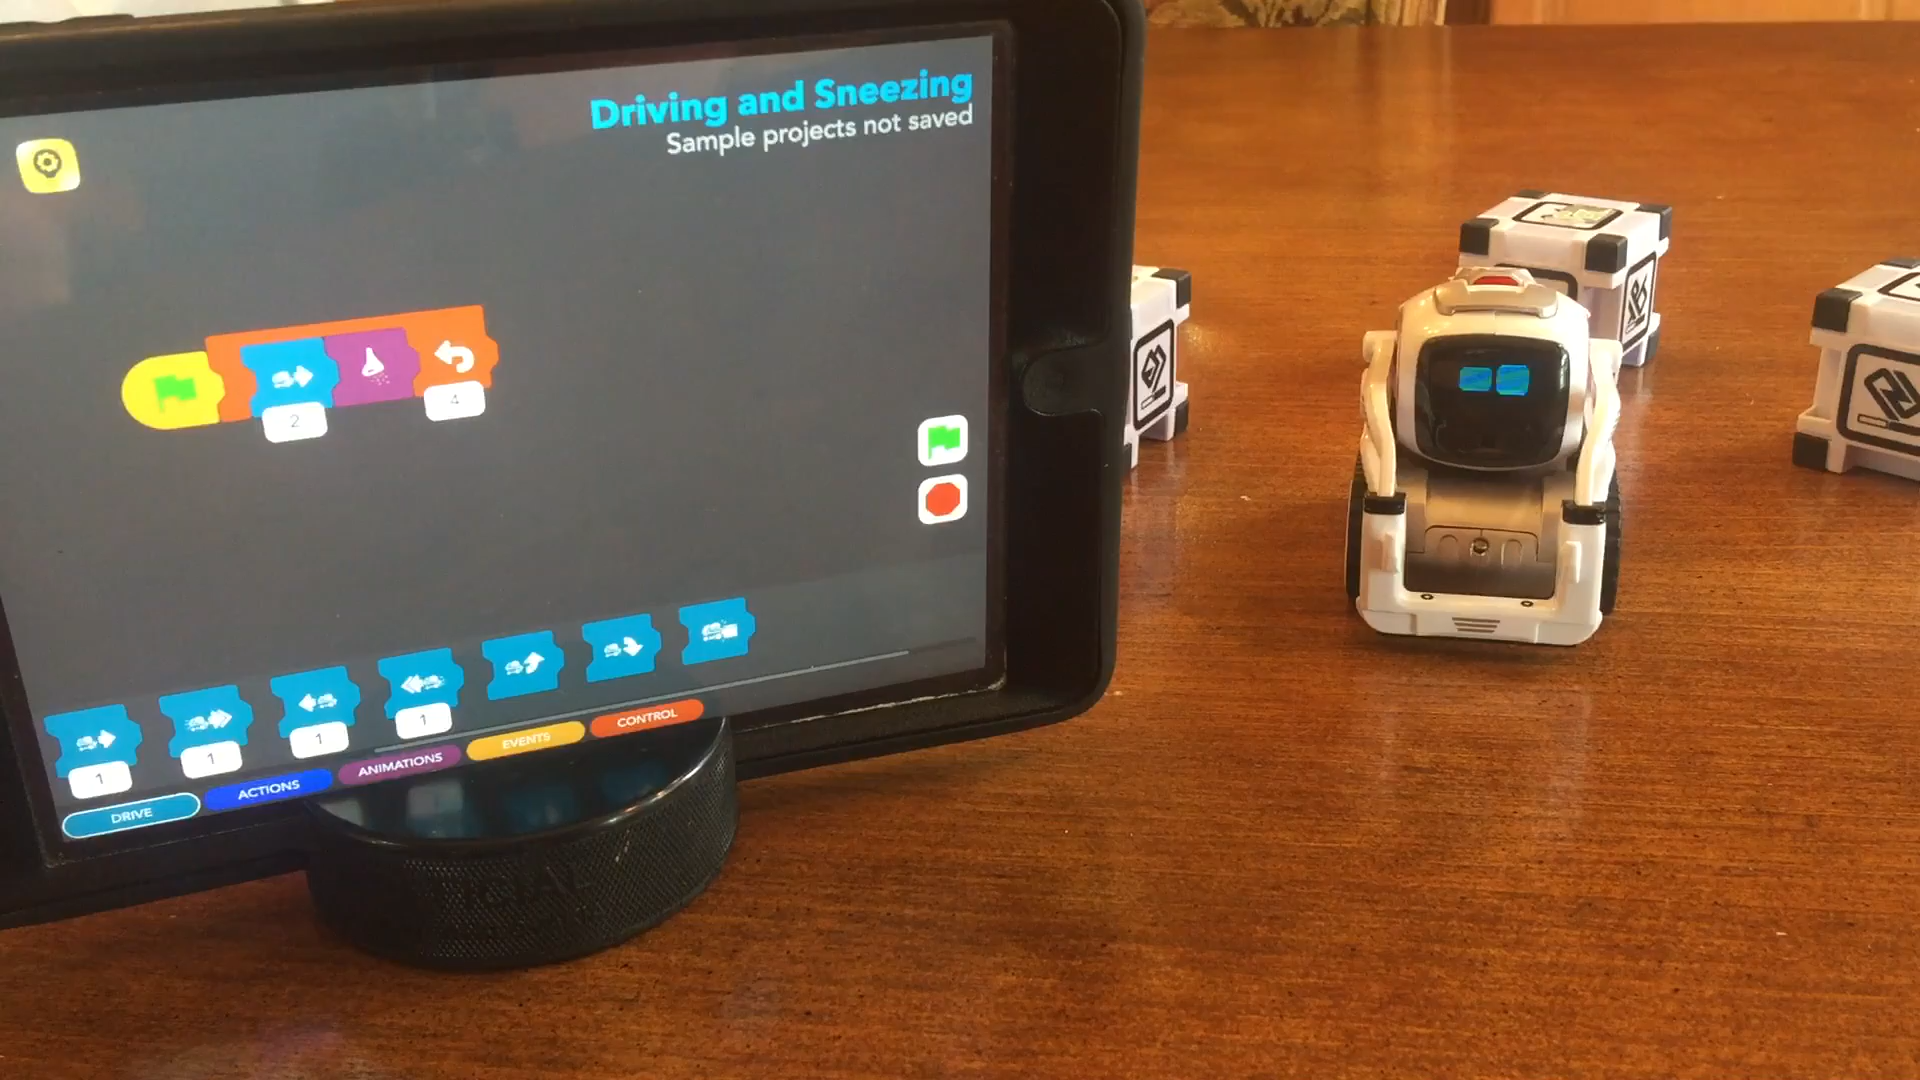 Driving and Sneezing
Sample projects not saved
2
4
1
1
1
1
DRIVE
ACTIONS
ANIMATIONS
EVENTS
CONTROL